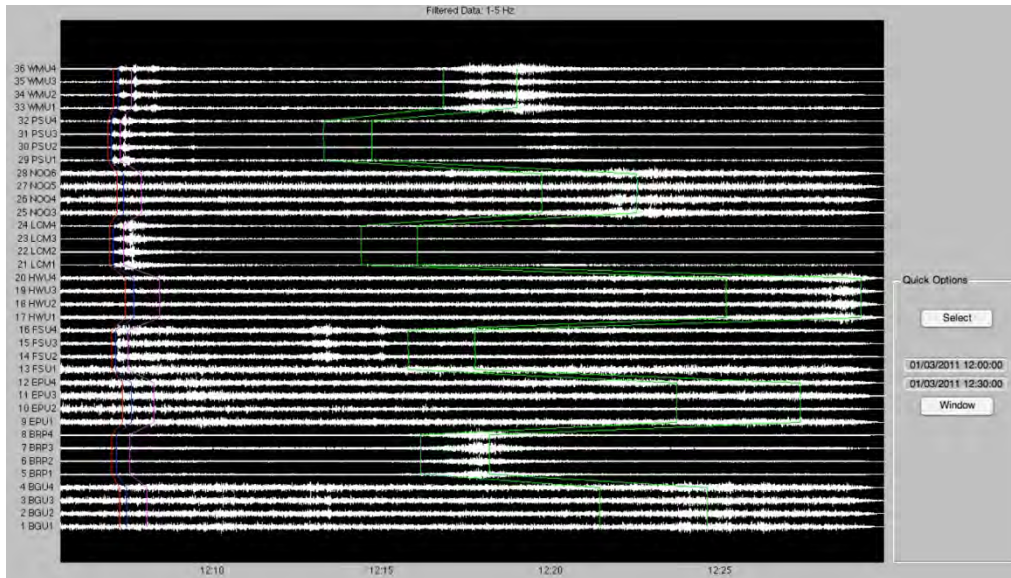 Filtered Data: 1-5 Hz
36 WMU4
35 WMU3
34 WMU2
33 WMU1
32 PSU4
31 PSU3
30 PSU2
29 PSU1
28 NOQ6
27 NOQ5
26 NOQ4
25 NOQ3
24 LCM4
23 LCM3
22 LCM2
21 LCM1
20 HWU4
19 HWU3
18 HWU2
17 HWU1
16 FSU4
15 FSU3
14 FSU2
13 FSU1
12 EPU4
11 EPU3
10 EPU2
9 EPU1
8 BRP4
7 BRP3
6 BRP2
5 BRP1
4 BGU4
3 BGU3
2 BGU2
1 BGU1
12:10 12:15 12:20 12:25
Quick Options
Select
01/03/2011 12:00:00
01/03/2011 12:30:00
Window